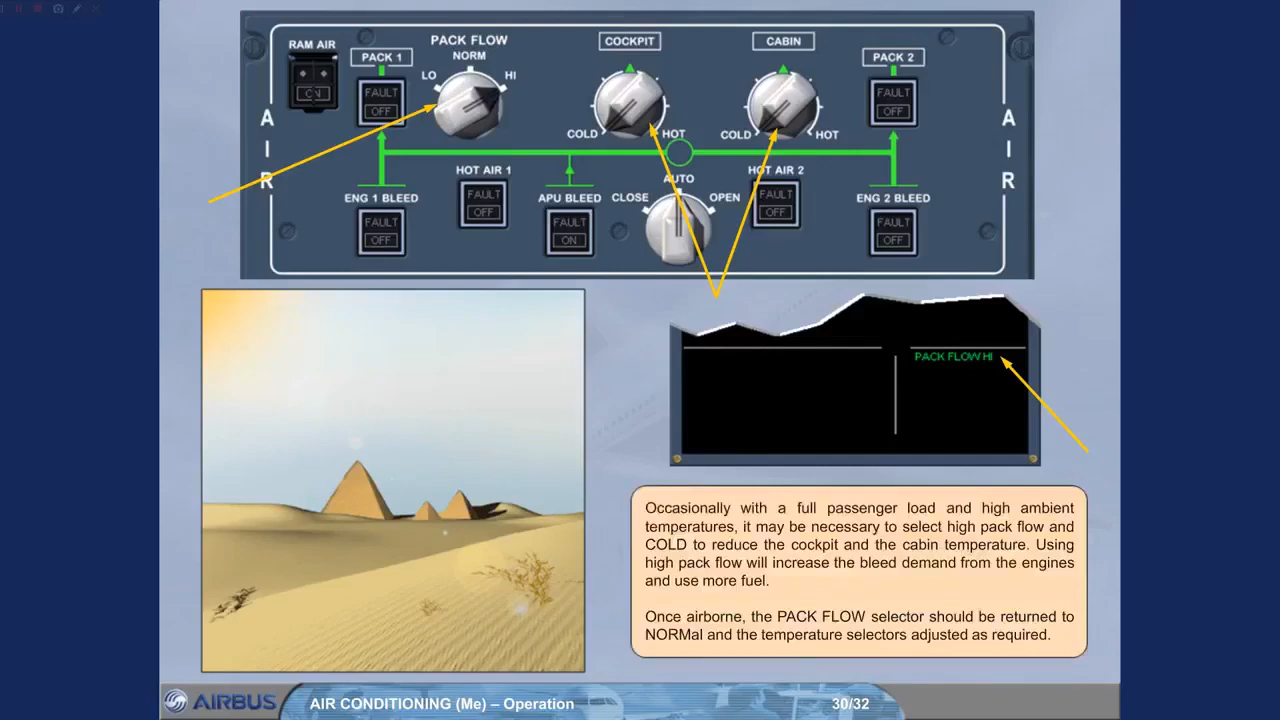 RAM AIR
ON
PACK 1
FAULT
OFF
PACK FLOW
NORM
LO
HI
COCKPIT
COLD
HOT
CABIN
COLD
HOT
PACK 2
FAULT
OFF
A
I
R
A
I
R
ENG 1 BLEED
FAULT
OFF
HOT AIR 1
FAULT
OFF
APU BLEED
FAULT
ON
AUTO
CLOSE
OPEN
HOT AIR 2
FAULT
OFF
ENG 2 BLEED
FAULT
OFF
PACK FLOW HI
Occasionally with a full passenger load and high ambient
temperatures, it may be necessary to select high pack flow and
COLD to reduce the cockpit and the cabin temperature. Using
high pack flow will increase the bleed demand from the engines
and use more fuel.
Once airborne, the PACK FLOW selector should be returned to
NORMal and the temperature selectors adjusted as required.
AIRBUS
AIR CONDITIONING (Me) – Operation
30/32